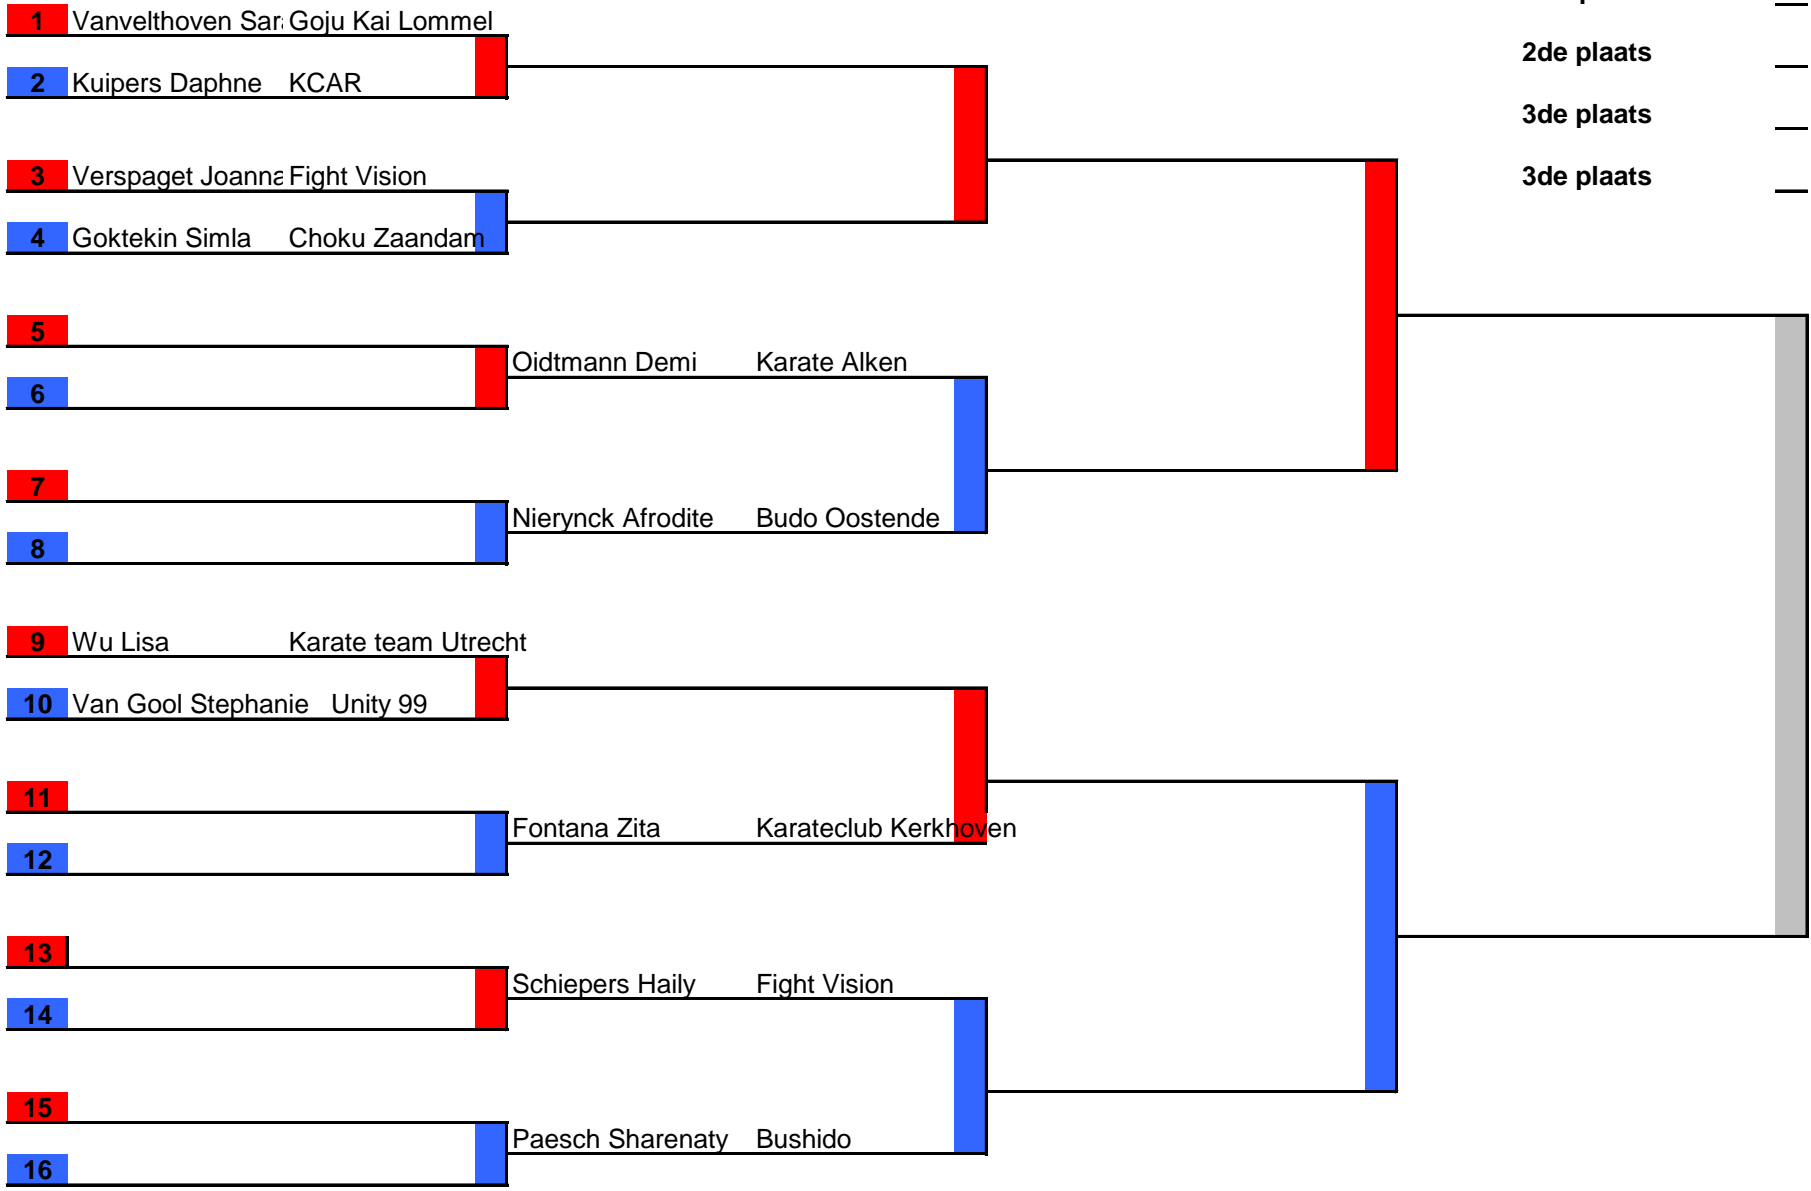 1 Vanvelthoven Sar Goju Kai Lommel
2de plaats
2 Kuipers Daphne KCAR
3de plaats
3 Verspaget Joanna Fight Vision
3de plaats
4 Goktekin Simla Choku Zaandam
5
Oidtmann Demi Karate Alken
6
7
Nierynck Afrodite Budo Oostende
8
9 Wu Lisa Karate team Utrecht
10 Van Gool Stephanie Unity 99
11
Fontana Zita Karateclub Kerkhoven
12
13
Schiepers Haily Fight Vision
14
15
Paesch Sharenaty Bushido
16